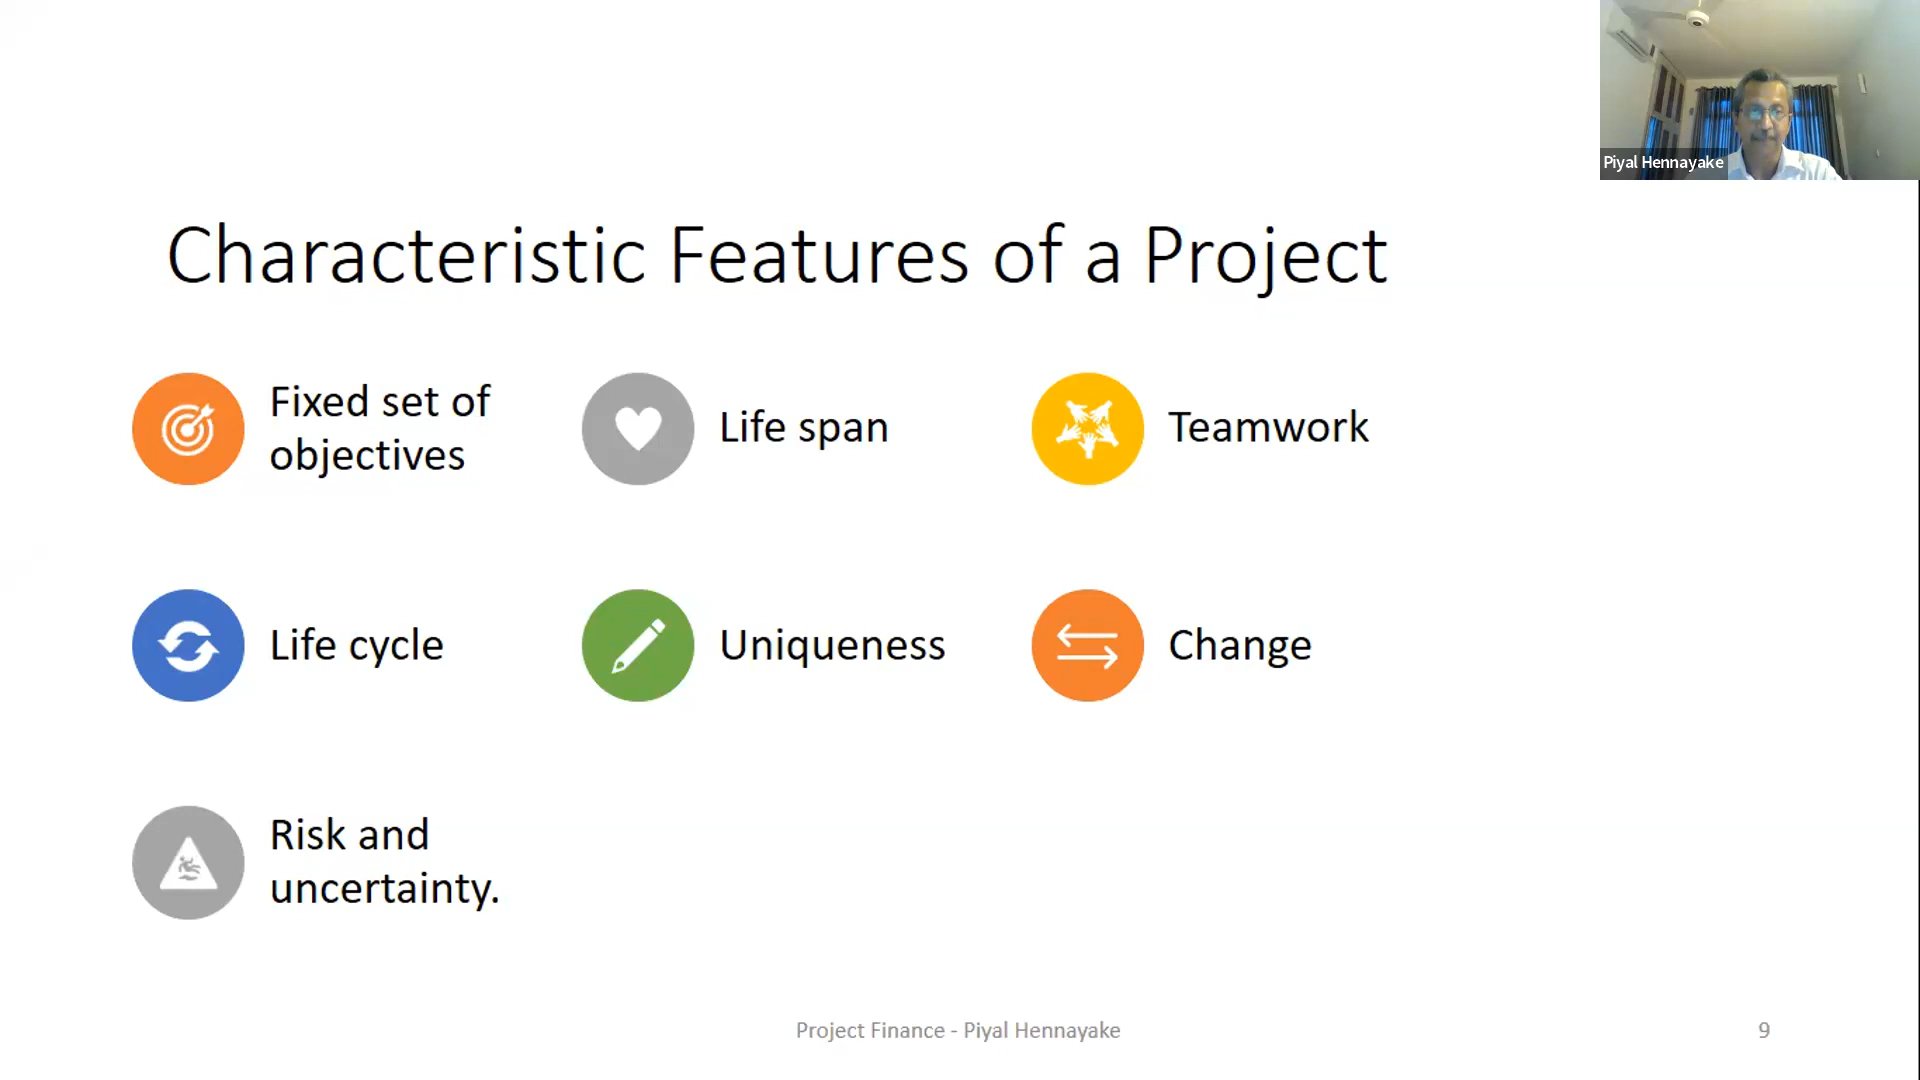 Piyal Hennayake
Characteristic Features of a Project
Fixed set of
objectives
Life span
Teamwork
Life cycle
Uniqueness
Change
Risk and
uncertainty.
Project Finance - Piyal Hennayake
9